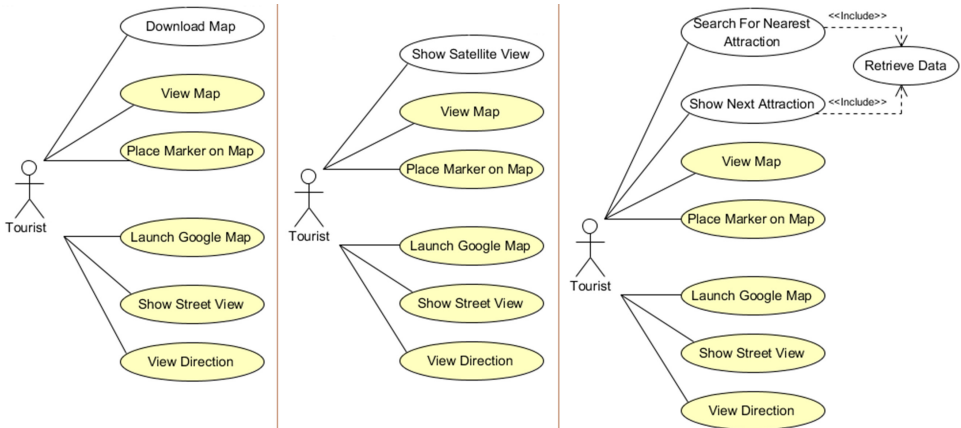 Download Map
View Map
Place Marker on Map
Tourist
Launch Google Map
Show Street View
View Direction
Show Satellite View
View Map
Place Marker on Map
Tourist
Launch Google Map
Show Street View
View Direction
Search For Nearest
Attraction
<<Include>>
Retrieve Data
Show Next Attraction
<<Include>>
View Map
Place Marker on Map
Tourist
Launch Google Map
Show Street View
View Direction